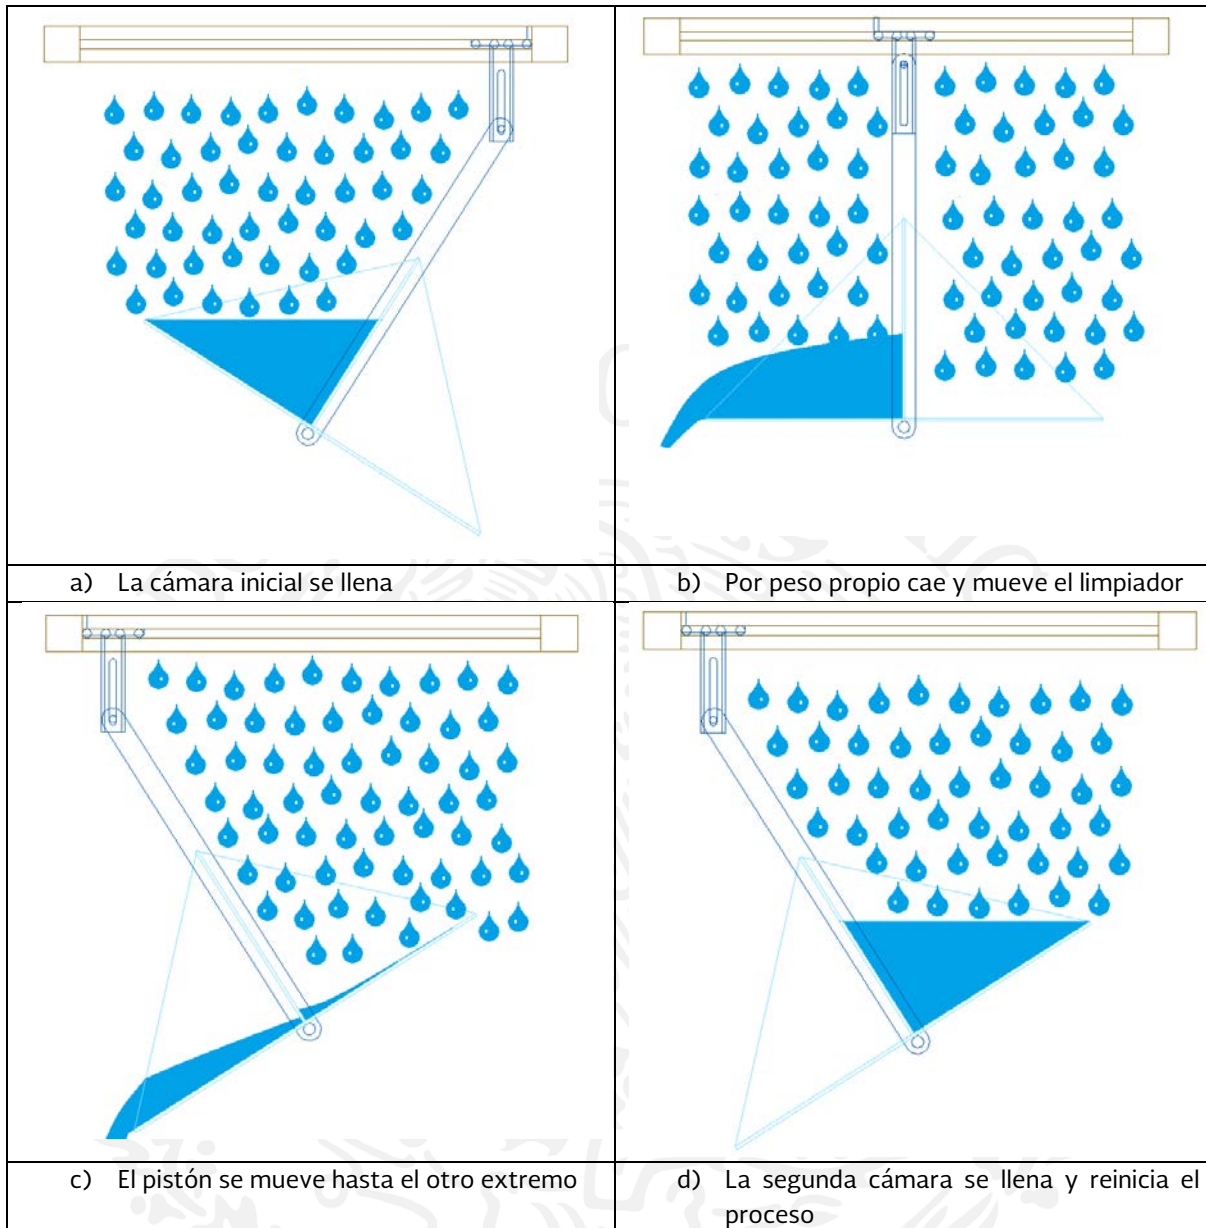 a) La cámara inicial se llena
b) Por peso propio cae y mueve el limpiador
c) El pistón se mueve hasta el otro extremo
d) La segunda cámara se llena y reinicia el
proceso